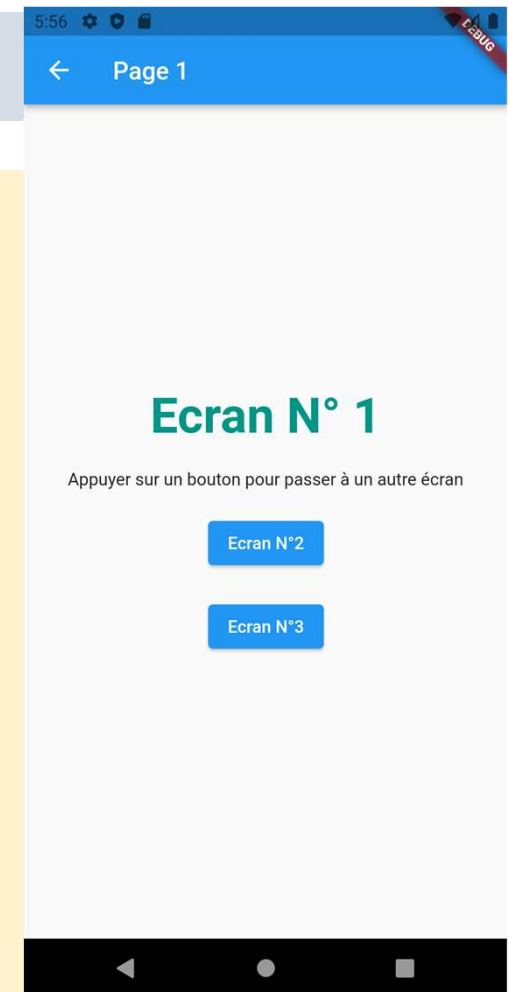 5:56
DEBUG
Page 1
Ecran N° 1
Appuyer sur un bouton pour passer à un autre écran
Ecran N°2
Ecran N°3